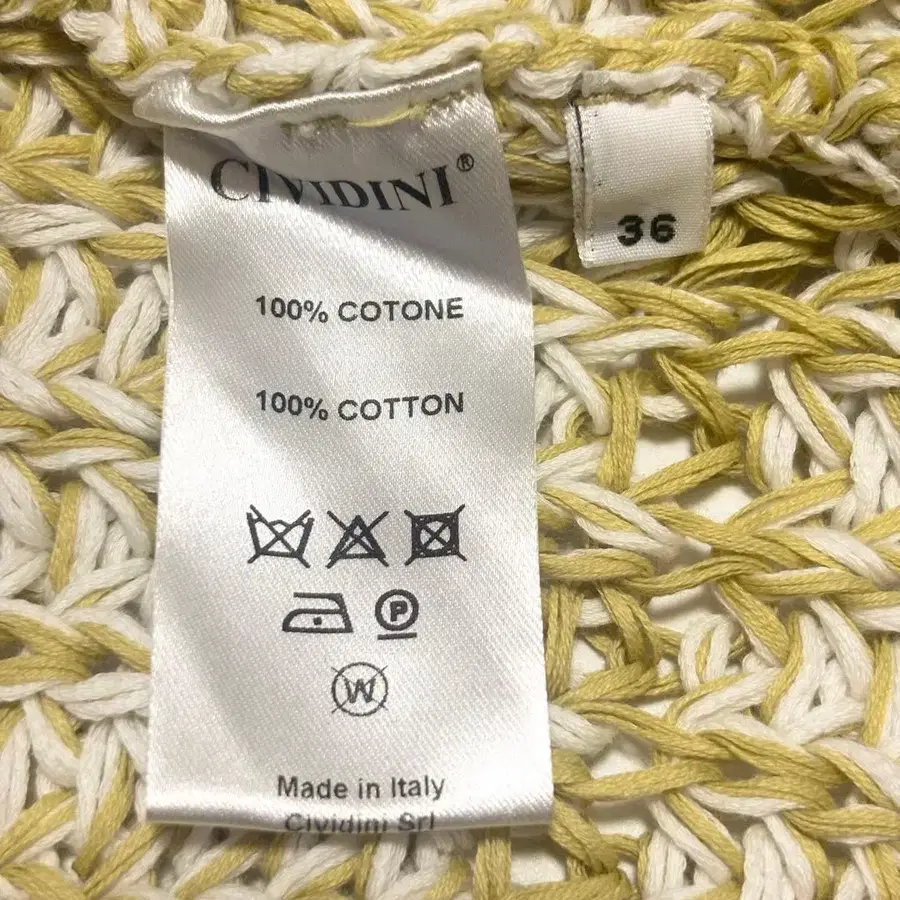 CIVIDINI®
36
100% COTONE
100% COTTON
P
W
Made in Italy
Cividini Srl